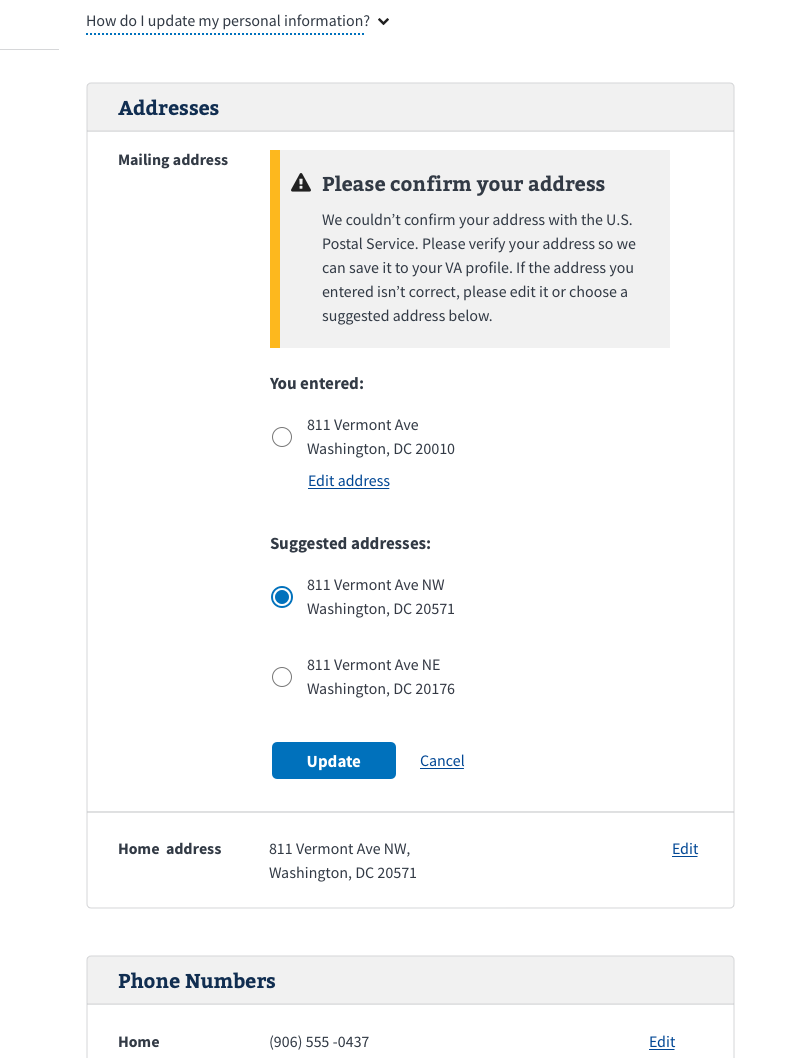 How do I update my personal information?
Addresses
Mailing address
Please confirm your address
We couldn’t confirm your address with the U.S.
Postal Service. Please verify your address so we
can save it to your VA profile. If the address you
entered isn’t correct, please edit it or choose a
suggested address below.
You entered:
811 Vermont Ave
Washington, DC 20010
Edit address
Suggested addresses:
811 Vermont Ave NW
Washington, DC 20571
811 Vermont Ave NE
Washington, DC 20176
Update Cancel
Home address 811 Vermont Ave NW, Edit
Washington, DC 20571
Phone Numbers
Home (906) 555 -0437 Edit